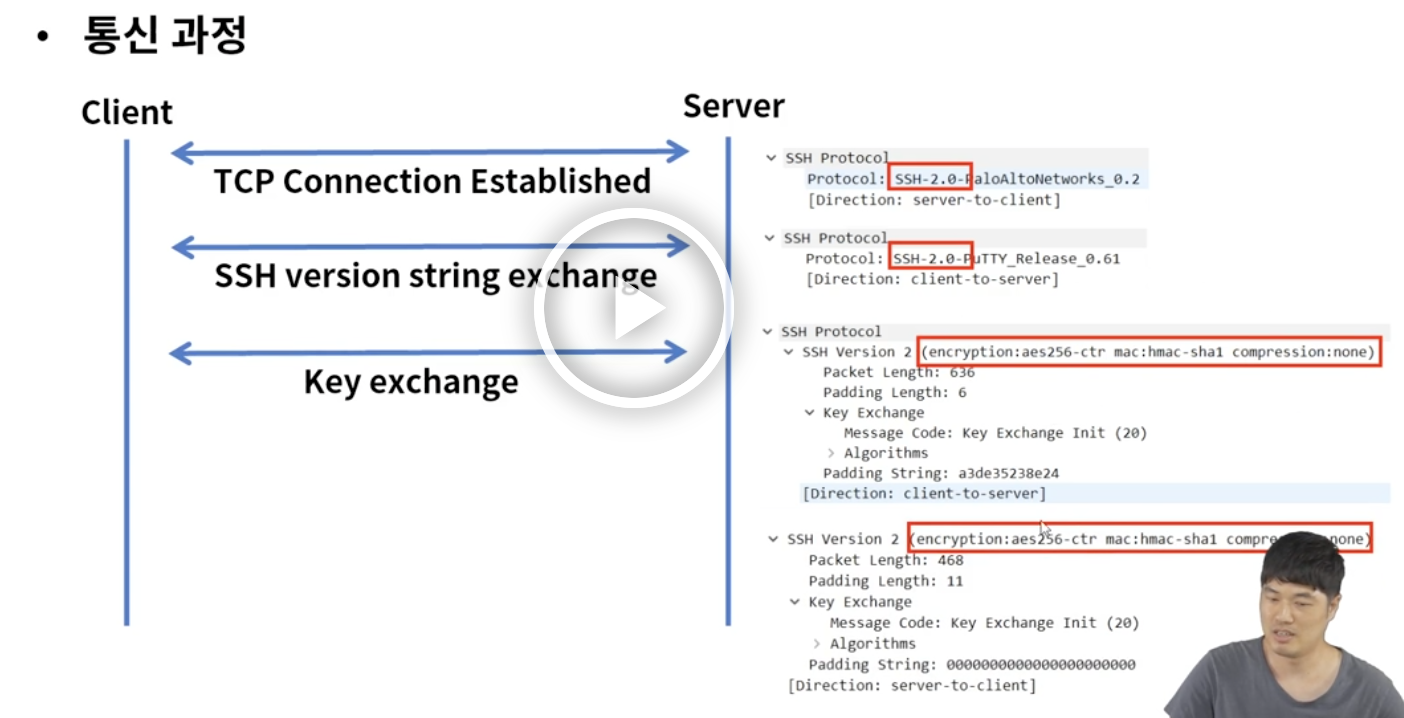 • 통신 과정
Client
Server
TCP Connection Established
SSH version string exchange
Key exchange
SSH Protocol
Protocol: SSH-2.0-PaloAltoNetworks_0.2
[Direction: server-to-client]
SSH Protocol
Protocol: SSH-2.0-PuTTY_Release_0.61
[Direction: client-to-server]
SSH Protocol
SSH Version 2 (encryption:aes256-ctr mac:hmac-sha1 compression:none)
Packet Length: 636
Padding Length: 6
Key Exchange
Message Code: Key Exchange Init (20)
Algorithms
Padding String: a3de35238e24
[Direction: client-to-server]
SSH Version 2 (encryption:aes256-ctr mac:hmac-sha1 none)
Packet Length: 468
Padding Length: 11
Key Exchange
Message Code: Key Exchange Init (20)
Algorithms
Padding String: 0000000000000000000000
[Direction: server-to-client]